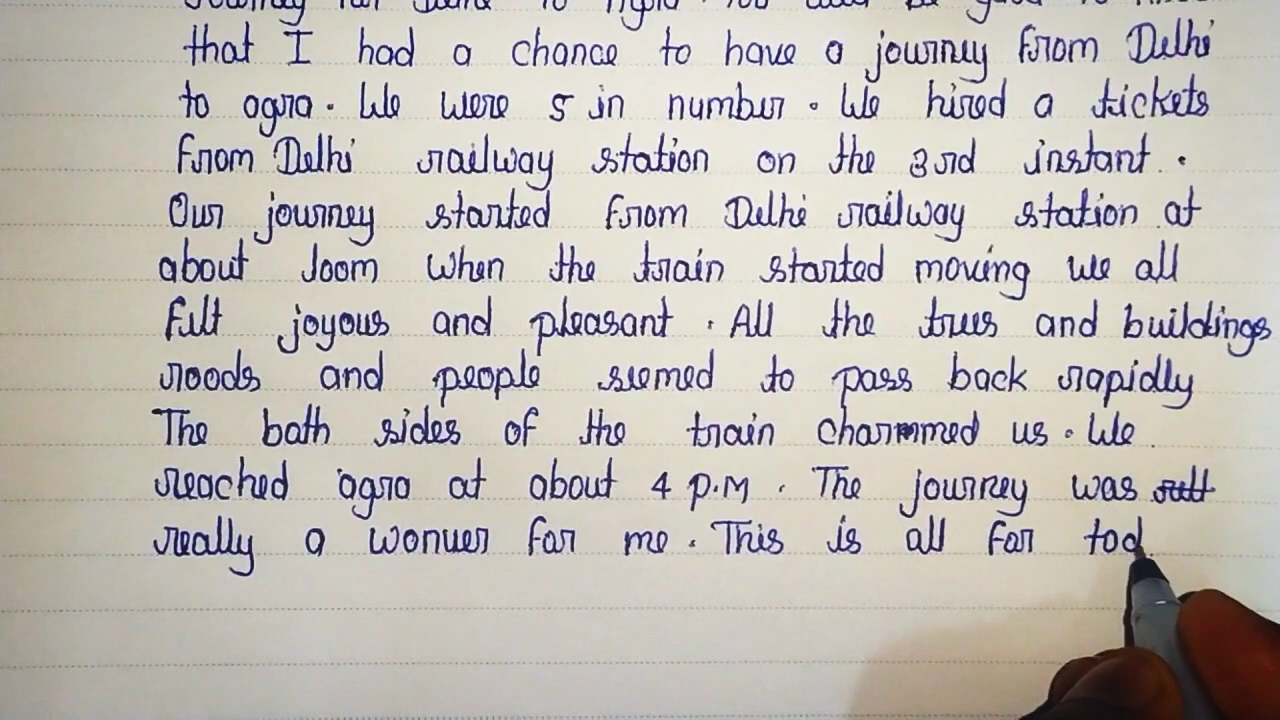 that I had a chance to have a journey from Delhi
to agra. We were 5 in number. We hired a tickets
from Delhi railway station on the 3rd instant.
Our journey started from Delhi railway station at
about when the train started moving we all
felt joyous and pleasant. All the trees and buildings
roods and people seemed to pass back rapidly
The bath sides of the train charmmed us. We
reached agra at about 4 p.m. The journey was
really a wonuer for me. This is all for tod